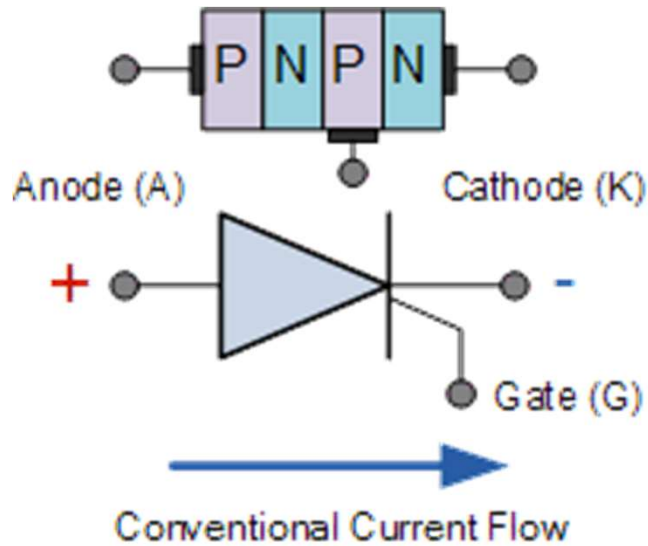 P N P N
Anode (A) Cathode (K)
+ -
Gate (G)
Conventional Current Flow